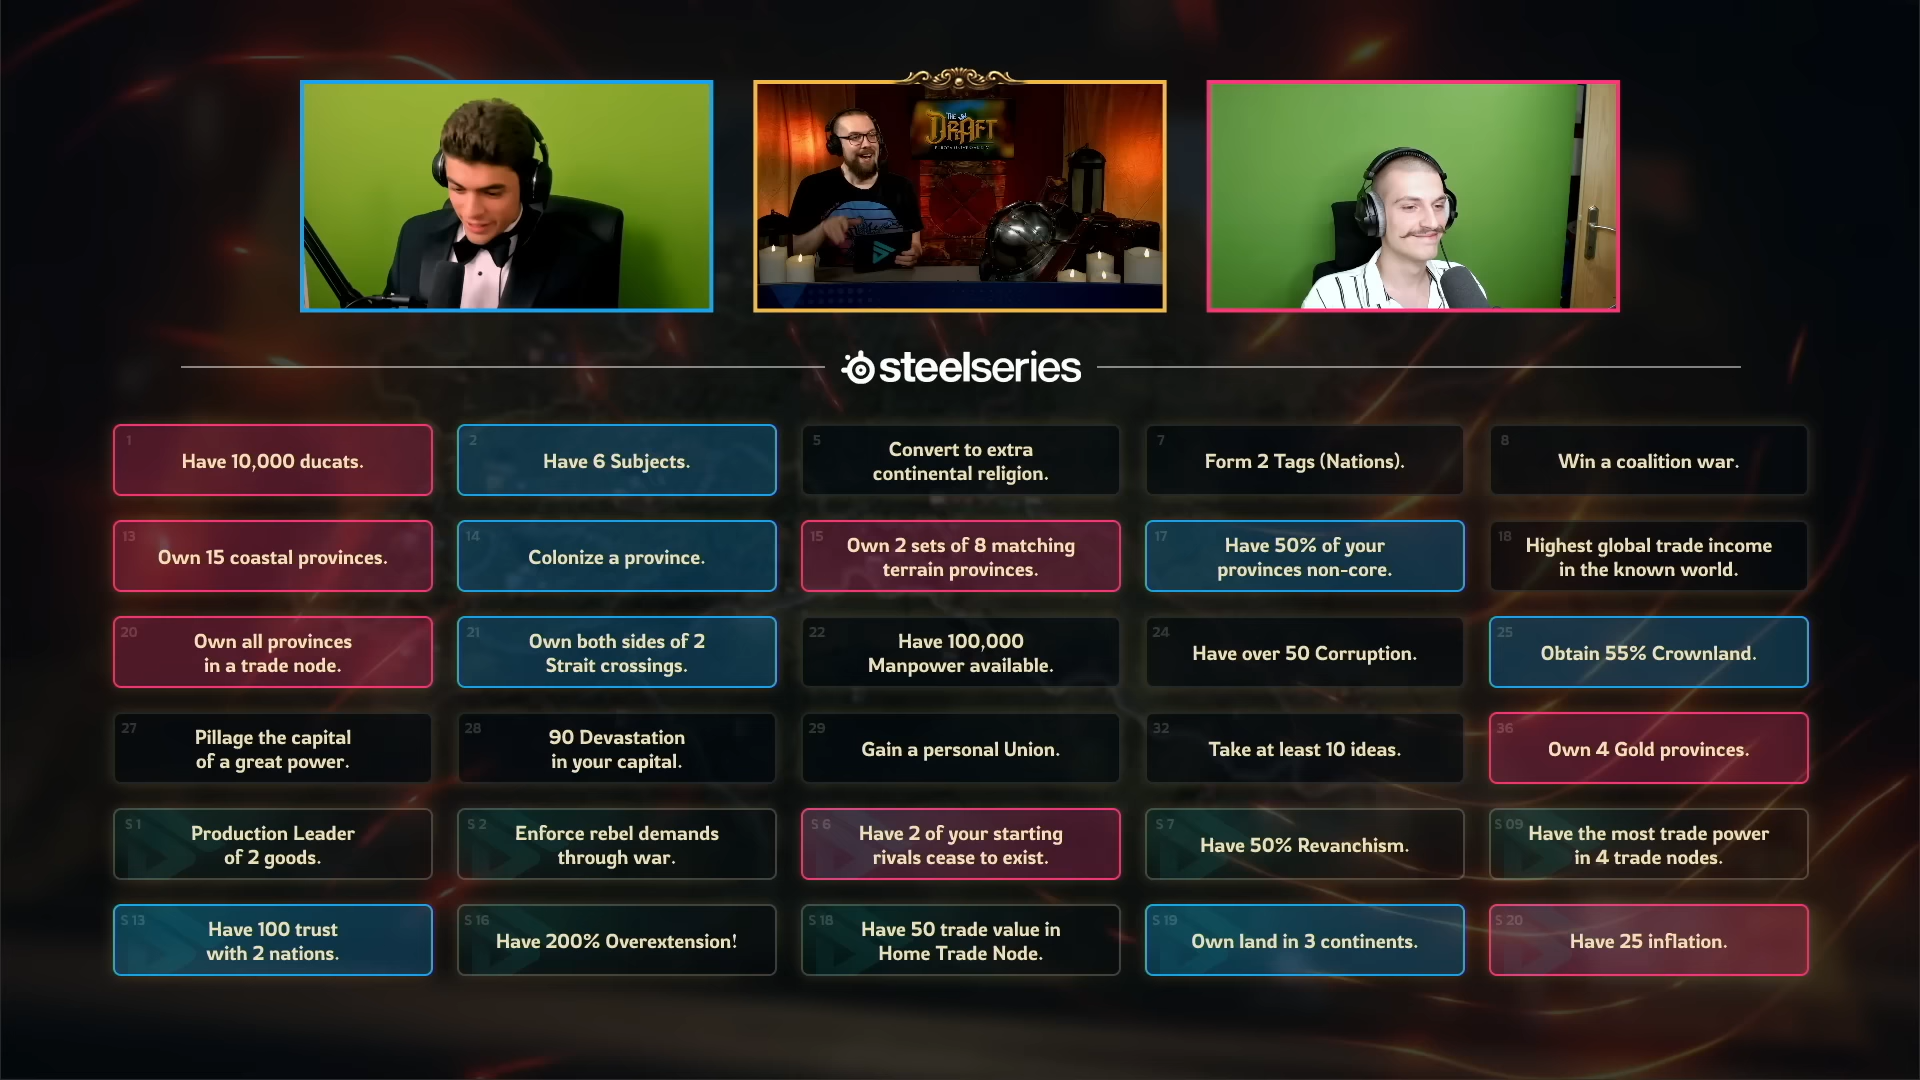 THE
DRAFT
steelseries
1
Have 10,000 ducats.
2
Have 6 Subjects.
5
Convert to extra
continental religion.
7
Form 2 Tags (Nations).
8
Win a coalition war.
13
Own 15 coastal provinces.
14
Colonize a province.
15
Own 2 sets of 8 matching
terrain provinces.
17
Have 50% of your
provinces non-core.
18
Highest global trade income
in the known world.
20
Own all provinces
in a trade node.
21
Own both sides of 2
Strait crossings.
22
Have 100,000
Manpower available.
24
Have over 50 Corruption.
25
Obtain 55% Crownland.
27
Pillage the capital
of a great power.
28
90 Devastation
in your capital.
29
Gain a personal Union.
32
Take at least 10 ideas.
36
Own 4 Gold provinces.
S 1
Production Leader
of 2 goods.
S 2
Enforce rebel demands
through war.
S 6
Have 2 of your starting
rivals cease to exist.
S 7
Have 50% Revanchism.
S 09
Have the most trade power
in 4 trade nodes.
S 13
Have 100 trust
with 2 nations.
S 16
Have 200% Overextension!
S 18
Have 50 trade value in
Home Trade Node.
S 19
Own land in 3 continents.
S 20
Have 25 inflation.